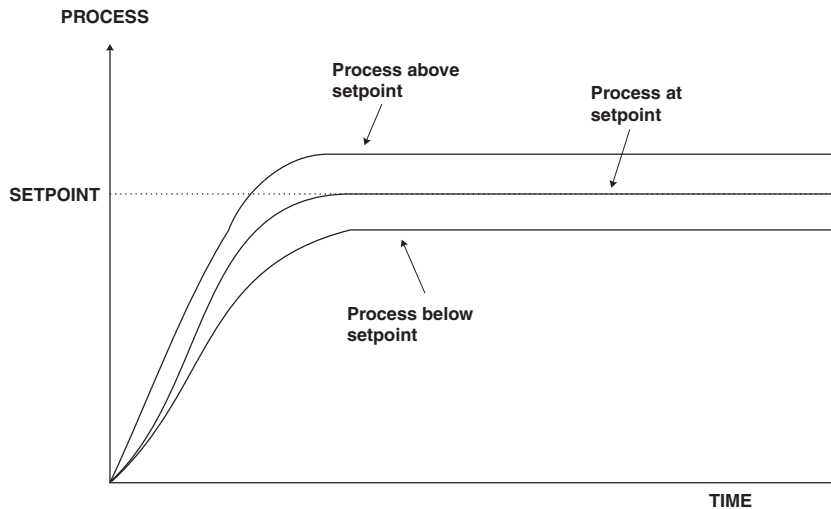 PROCESS
Process above
setpoint
Process at
setpoint
SETPOINT
Process below
setpoint
TIME